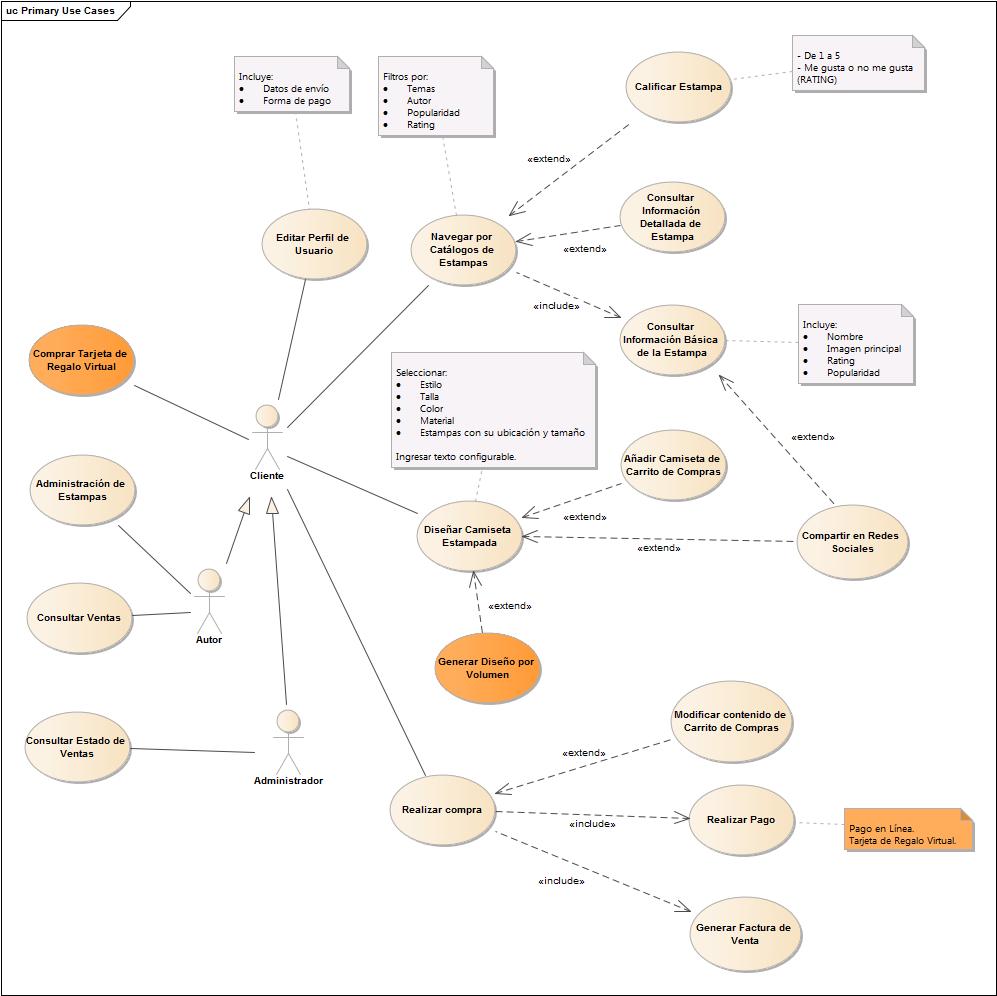 uc Primary Use Cases
Incluye:
• Datos de envío
• Forma de pago
Filtros por:
• Temas
• Autor
• Popularidad
• Rating
Calificar Estampa
- De 1 a 5
- Me gusta o no me gusta
(RATING)
«extend»
Consultar
Información
Detallada de
Estampa
Editar Perfil de
Usuario
Navegar por
Catálogos de
Estampas
«extend»
«include»
Consultar
Información Básica
de la Estampa
Incluye:
• Nombre
• Imagen principal
• Rating
• Popularidad
Comprar Tarjeta de
Regalo Virtual
Seleccionar:
• Estilo
• Talla
• Color
• Material
• Estampas con su ubicación y tamaño
Ingresar texto configurable.
«extend»
Cliente
Añadir Camiseta de
Carrito de Compras
Administración de
Estampas
«extend»
Diseñar Camiseta
Estampada
«extend»
Compartir en Redes
Sociales
Consultar Ventas
Autor
«extend»
Generar Diseño por
Volumen
Modificar contenido de
Carrito de Compras
Consultar Estado de
Ventas
Administrador
«extend»
Realizar compra
«include»
Realizar Pago
Pago en Línea.
Tarjeta de Regalo Virtual.
«include»
Generar Factura de
Venta